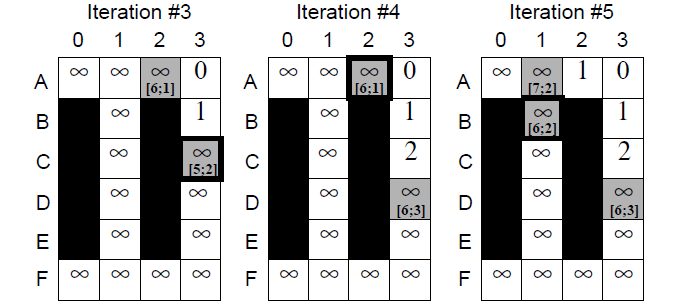 Iteration #3 Iteration #4 Iteration #5
0 1 2 3 0 1 2 3 0 1 2 3
A ∞ ∞ ∞ 0 A ∞ ∞ ∞ 0 A ∞ ∞ 1 0
[6;1] [6;1] [7;2]
B ∞ 1 B ∞ 1 B ∞ 1
[6;2]
C ∞ ∞ C ∞ 2 C ∞ 2
[5;2]
D ∞ ∞ D ∞ ∞ D ∞ ∞
[6;3] [6;3]
E ∞ ∞ E ∞ ∞ E ∞ ∞
F ∞ ∞ ∞ ∞ F ∞ ∞ ∞ ∞ F ∞ ∞ ∞ ∞